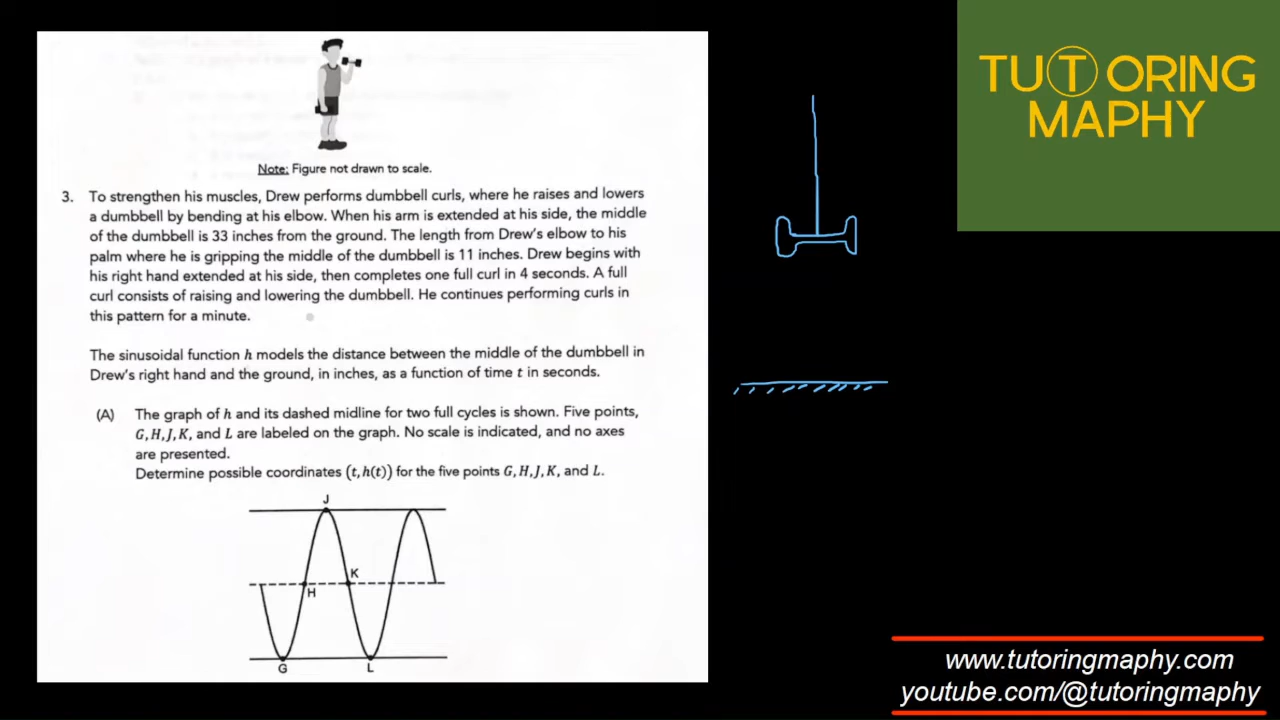 TUTORING
MAPHY
Note: Figure not drawn to scale.
3. To strengthen his muscles, Drew performs dumbbell curls, where he raises and lowers
a dumbbell by bending at his elbow. When his arm is extended at his side, the middle
of the dumbbell is 33 inches from the ground. The length from Drew's elbow to his
palm where he is gripping the middle of the dumbbell is 11 inches. Drew begins with
his right hand extended at his side, then completes one full curl in 4 seconds. A full
curl consists of raising and lowering the dumbbell. He continues performing curls in
this pattern for a minute.
The sinusoidal function h models the distance between the middle of the dumbbell in
Drew's right hand and the ground, in inches, as a function of time t in seconds.
(A) The graph of h and its dashed midline for two full cycles is shown. Five points,
G, H, J, K, and L are labeled on the graph. No scale is indicated, and no axes
are presented.
Determine possible coordinates (t, h(t)) for the five points G, H, J, K, and L.
J
K
H
G
L
www.tutoringmaphy.com
youtube.com/@tutoringmaphy